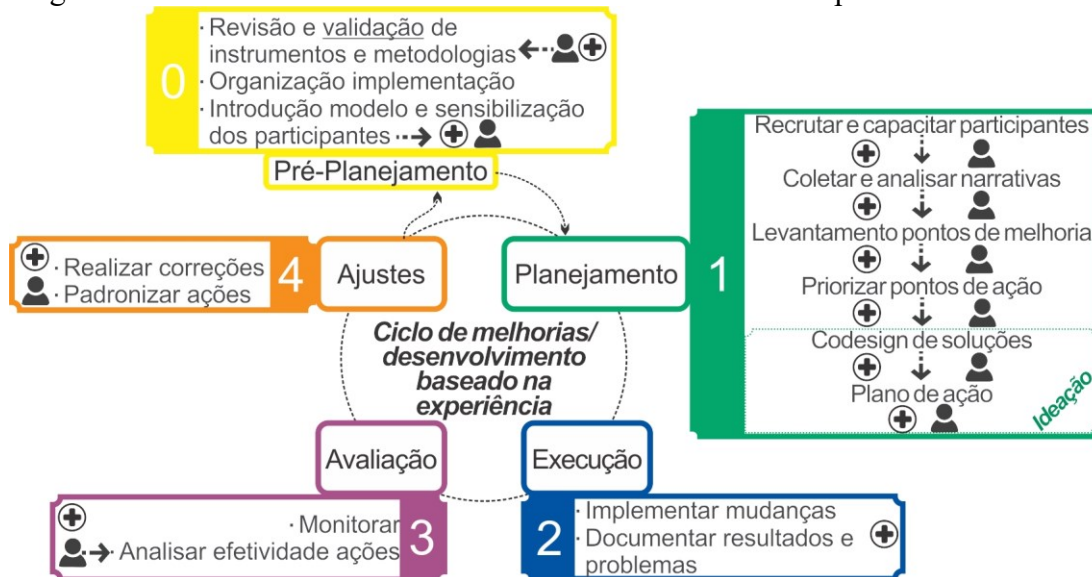 0
· Revisão e validação de
instrumentos e metodologias
· Organização implementação
· Introdução modelo e sensibilização
dos participantes
Pré-Planejamento
4
· Realizar correções
· Padronizar ações
Ajustes
Planejamento
1
Recrutar e capacitar participantes
Coletar e analisar narrativas
Levantamento pontos de melhoria
Priorizar pontos de ação
Codesign de soluções
Plano de ação
Ideação
Ciclo de melhorias/
desenvolvimento
baseado na
experiência
Avaliação
Execução
· Monitorar
· Analisar efetividade ações
3
2
· Implementar mudanças
· Documentar resultados e
problemas